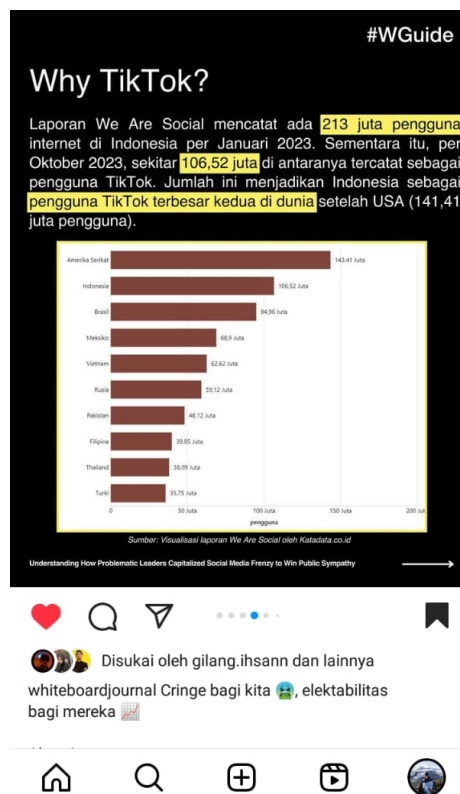 #WGuide
Why TikTok?
Laporan We Are Social mencatat ada 213 juta pengguna
internet di Indonesia per Januari 2023. Sementara itu, per
Oktober 2023, sekitar 106,52 juta di antaranya tercatat sebagai
pengguna TikTok. Jumlah ini menjadikan Indonesia sebagai
pengguna TikTok terbesar kedua di dunia setelah USA (141,41
juta pengguna).
Amerika Serikat 143,41 Juta
Indonesia 106,52 Juta
Brasil 94,96 Juta
Meksiko 68,9 Juta
Vietnam 62,62 Juta
Rusia 59,12 Juta
Pakistan 48,12 Juta
Filipina 39,85 Juta
Thailand 38,09 Juta
Turki 35,75 Juta
0 50 Juta 100 Juta 150 Juta 200 Jut
pengguna
Sumber: Visualisasi laporan We Are Social oleh Katadata.co.id
Understanding How Problematic Leaders Capitalized Social Media Frenzy to Win Public Sympathy
Disukai oleh gilang.ihsann dan lainnya
whiteboardjournal Cringe bagi kita 🤮, elektabilitas
bagi mereka 📈